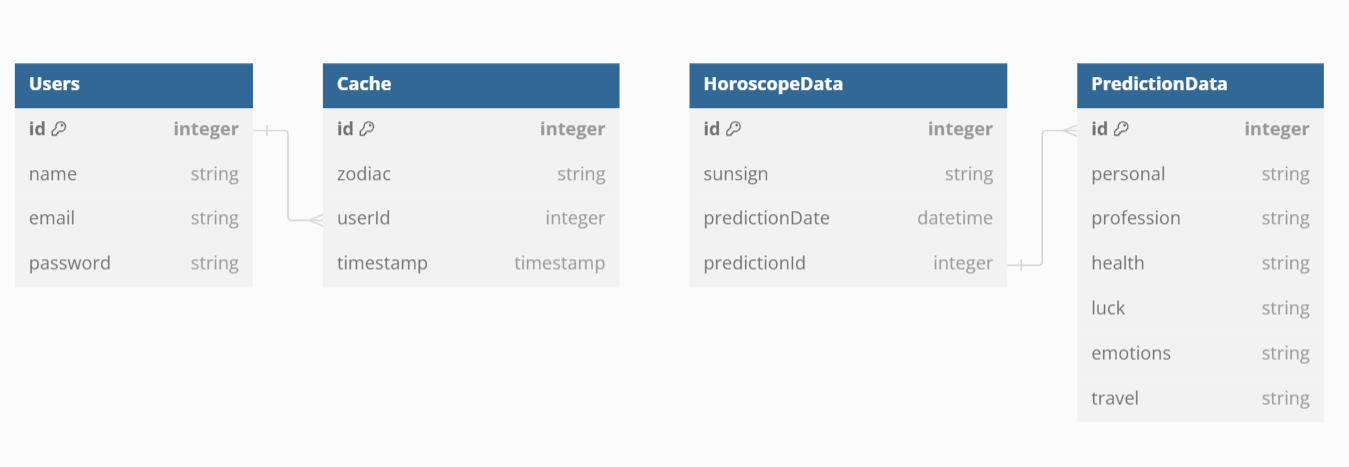 Users
id integer
name string
email string
password string
Cache
id integer
zodiac string
userId integer
timestamp timestamp
HoroscopeData
id integer
sunsign string
predictionDate datetime
predictionId integer
PredictionData
id integer
personal string
profession string
health string
luck string
emotions string
travel string